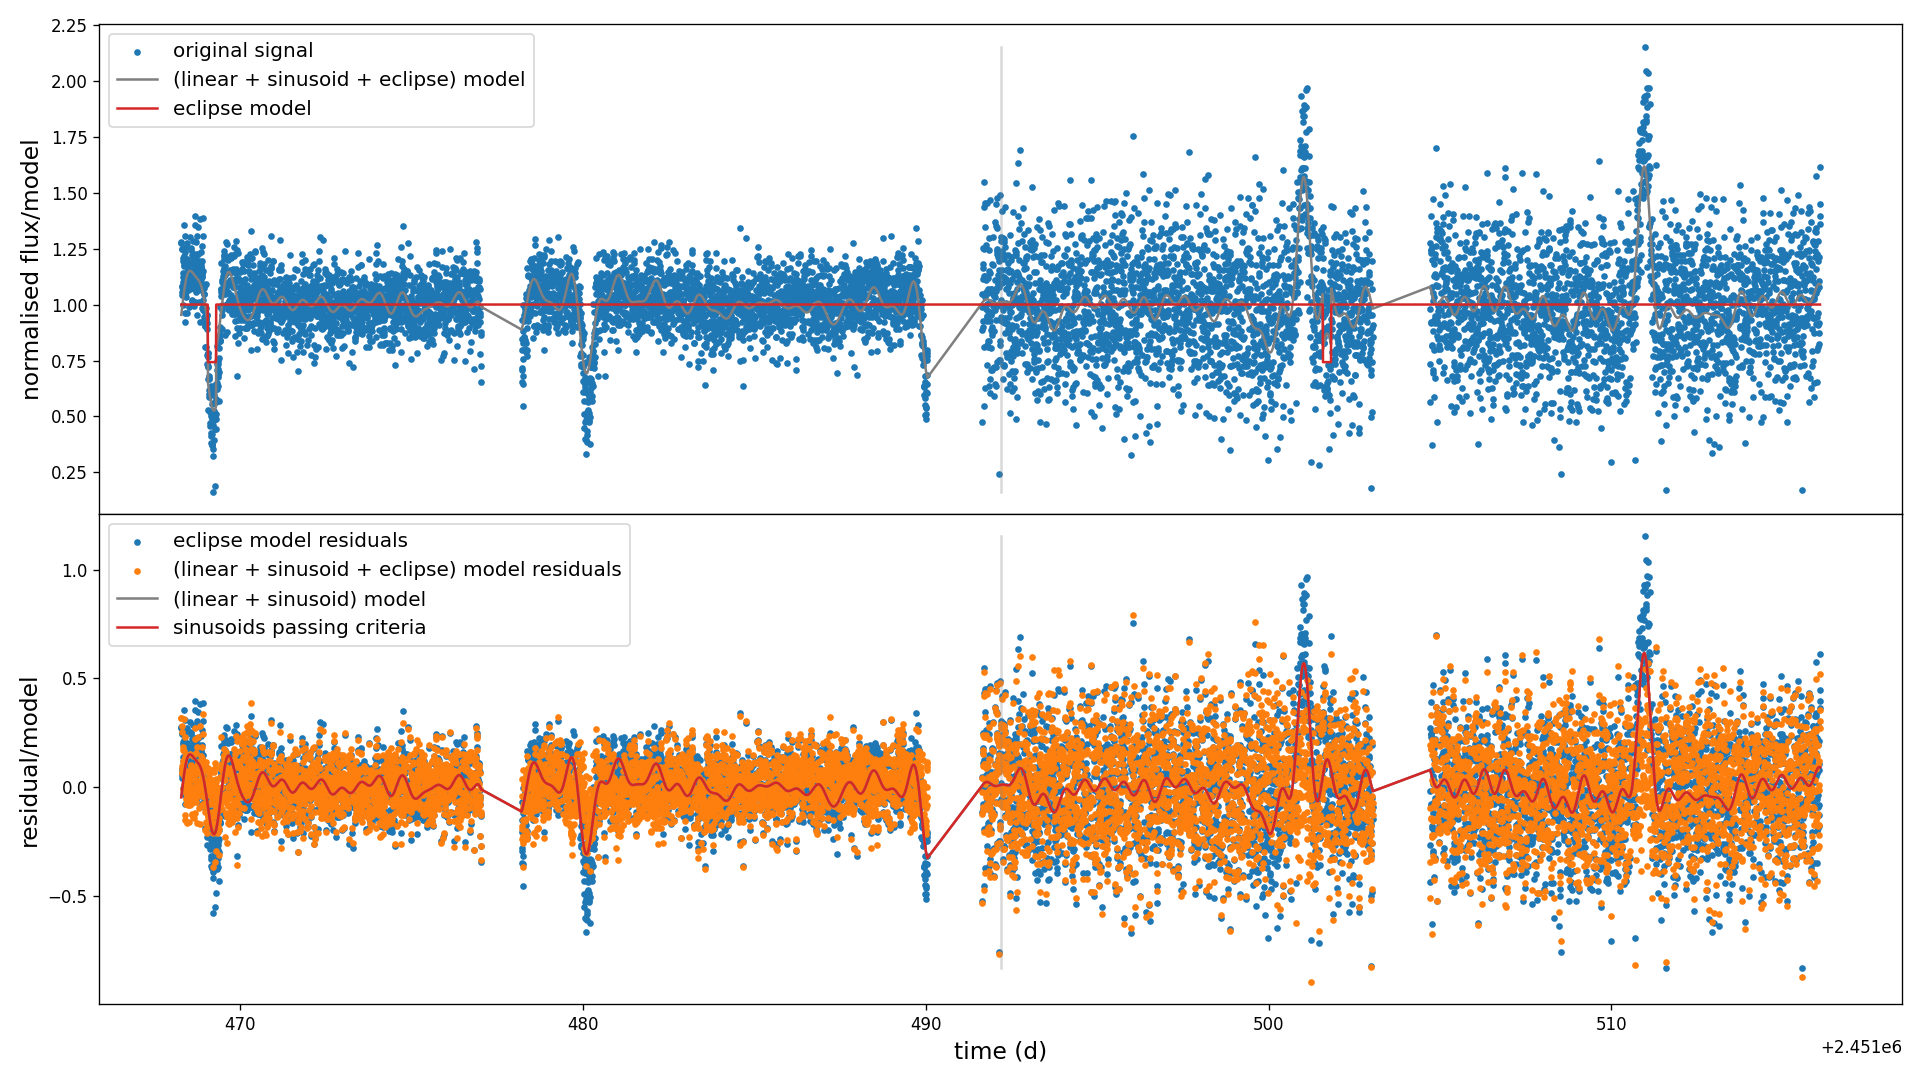 normalised flux/model
2.25
2.00
1.75
1.50
1.25
1.00
0.75
0.50
0.25
original signal
(linear + sinusoid + eclipse) model
eclipse model
residual/model
1.0
0.5
0.0
−0.5
eclipse model residuals
(linear + sinusoid + eclipse) model residuals
(linear + sinusoid) model
sinusoids passing criteria
470 480 490 500 510
time (d)
+2.451e6